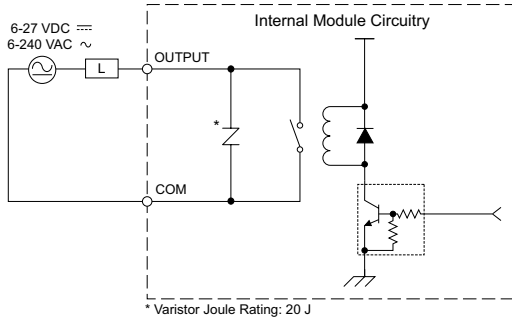 Internal Module Circuitry
6-27 VDC ⎓
6-240 VAC ∿
L
OUTPUT
*
COM
* Varistor Joule Rating: 20 J